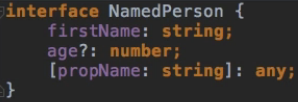 interface NamedPerson {
    firstName: string;
    age?: number;
    [propName: string]: any;
}